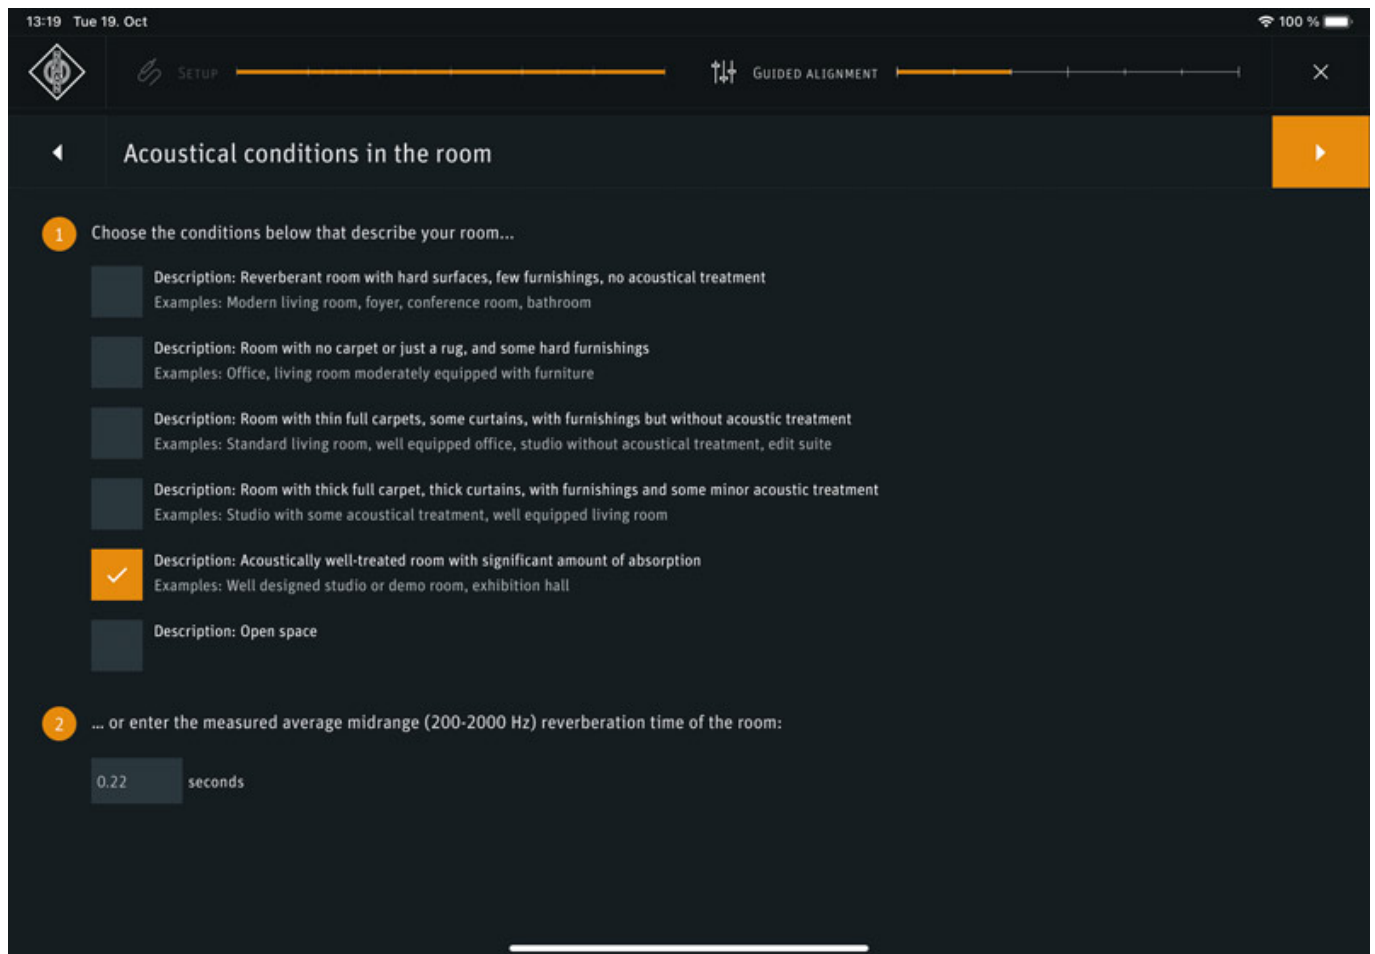 13:19 Tue 19. Oct
100 %
SETUP
GUIDED ALIGNMENT
Acoustical conditions in the room
1 Choose the conditions below that describe your room...
Description: Reverberant room with hard surfaces, few furnishings, no acoustical treatment
Examples: Modern living room, foyer, conference room, bathroom
Description: Room with no carpet or just a rug, and some hard furnishings
Examples: Office, living room moderately equipped with furniture
Description: Room with thin full carpets, some curtains, with furnishings but without acoustic treatment
Examples: Standard living room, well equipped office, studio without acoustical treatment, edit suite
Description: Room with thick full carpet, thick curtains, with furnishings and some minor acoustic treatment
Examples: Studio with some acoustical treatment, well equipped living room
Description: Acoustically well-treated room with significant amount of absorption
Examples: Well designed studio or demo room, exhibition hall
Description: Open space
2 ... or enter the measured average midrange (200-2000 Hz) reverberation time of the room:
0.22 seconds